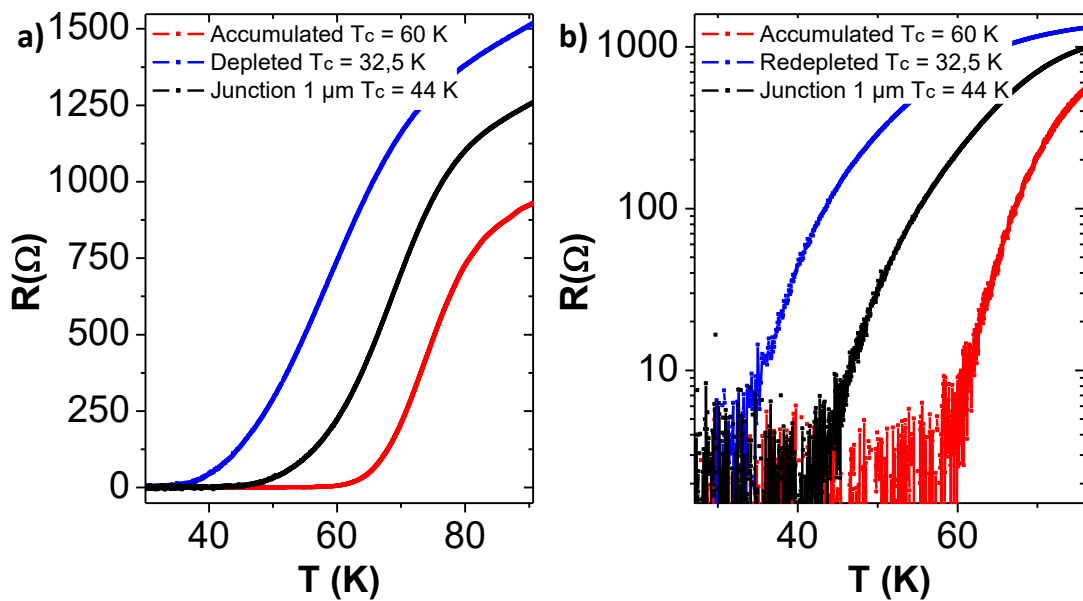 a)
Accumulated Tc = 60 K
Depleted Tc = 32,5 K
Junction 1 µm Tc = 44 K
1500
1250
1000
750
500
250
0
R(Ω)
40
60
80
T (K)
b)
Accumulated Tc = 60 K
Redepleted Tc = 32,5 K
Junction 1 µm Tc = 44 K
1000
100
10
R(Ω)
40
60
T (K)